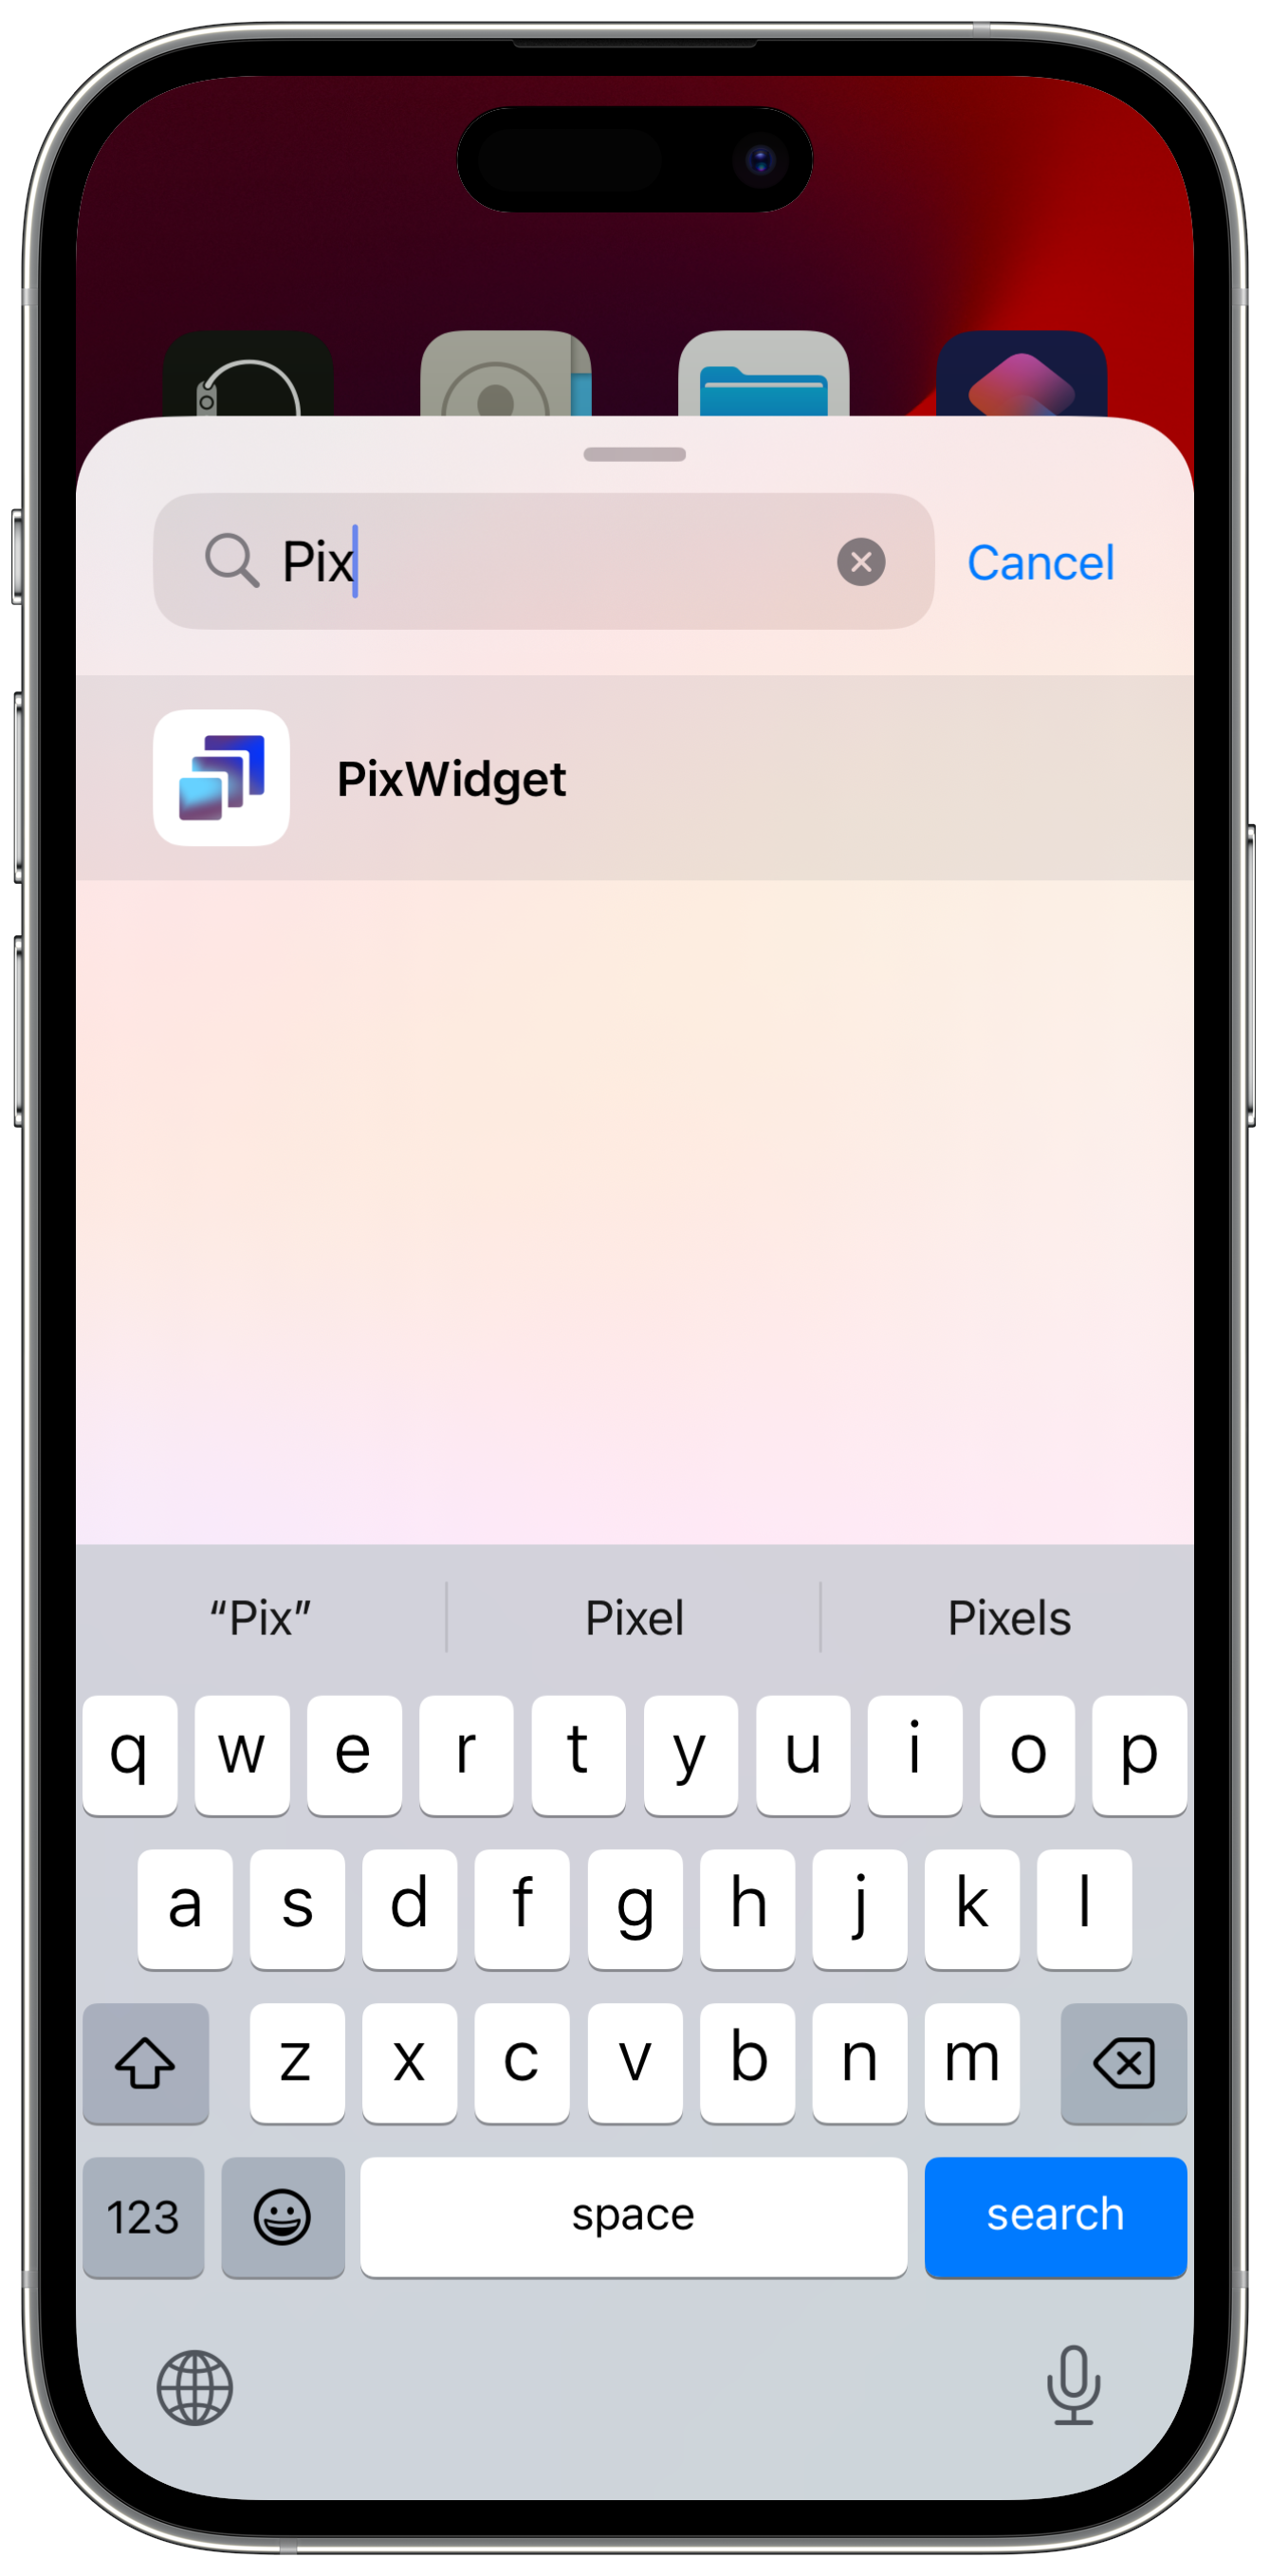 Pix
Cancel
PixWidget
“Pix” Pixel Pixels
q w e r t y u i o p
a s d f g h j k l
z x c v b n m
123 space search